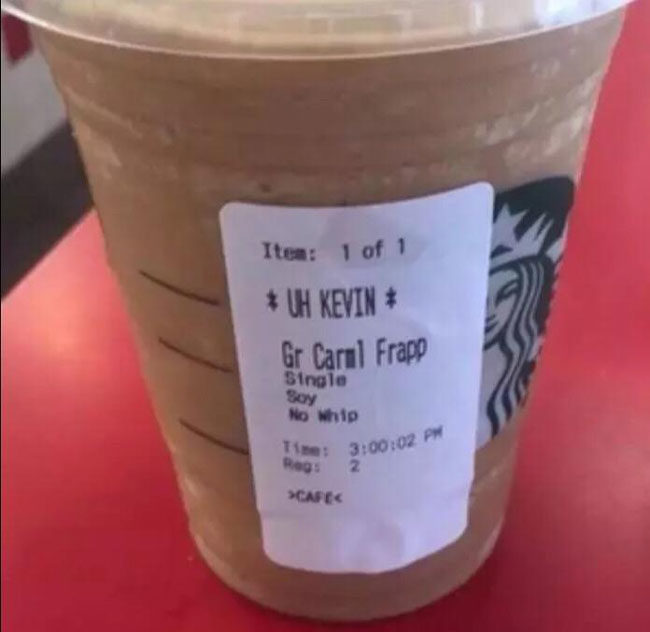 Item: 1 of 1
* UH KEVIN *
Gr Carml Frapp
Single
Soy
No Whip
Time: 3:00:02 PM
Reg: 2
>CAFE<